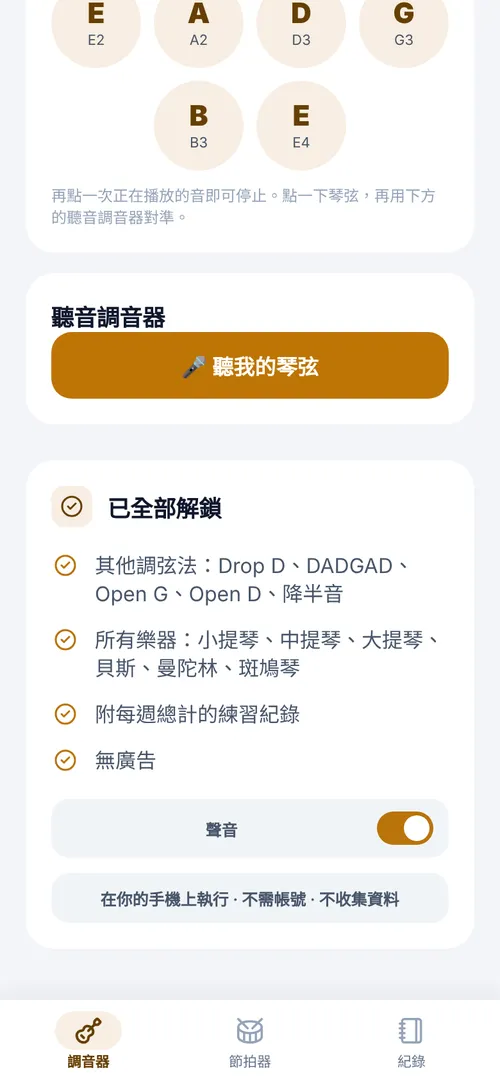 E
E2
A
A2
D
D3
G
G3
B
B3
E
E4
再點一次正在播放的音即可停止。點一下琴弦，再用下方
的聽音調音器對準。
聽音調音器
🎤 聽我的琴弦
已全部解鎖
其他調弦法：Drop D、DADGAD、
Open G、Open D、降半音
所有樂器：小提琴、中提琴、大提琴、
貝斯、曼陀林、斑鳩琴
附每週總計的練習紀錄
無廣告
聲音
在你的手機上執行 · 不需帳號 · 不收集資料
調音器
節拍器
紀錄